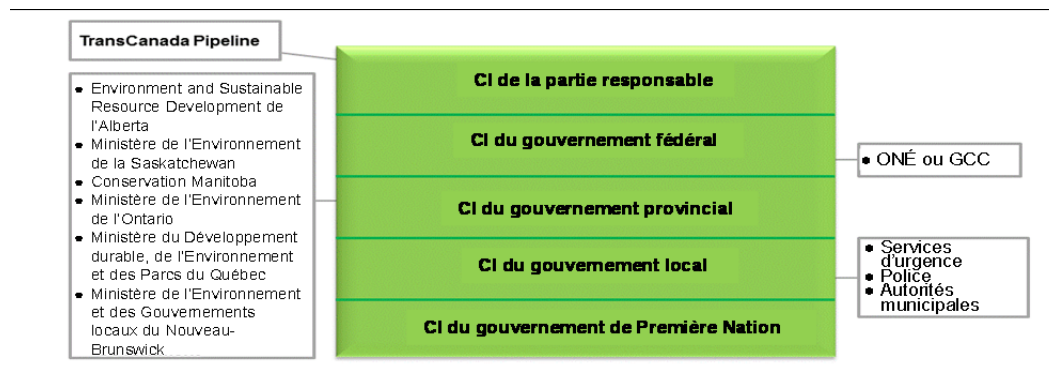 TransCanada Pipeline
• Environment and Sustainable
Resource Development de
l'Alberta
• Ministère de l'Environnement
de la Saskatchewan
• Conservation Manitoba
• Ministère de l'Environnement
de l'Ontario
• Ministère du Développement
durable, de l'Environnement
et des Parcs du Québec
• Ministère de l'Environnement
et des Gouvernements
locaux du Nouveau-
Brunswick
CI de la partie responsable
CI du gouvernement fédéral
CI du gouvernement provincial
CI du gouvernement local
CI du gouvernement de Première Nation
• ONÉ ou GCC
• Services
d'urgence
• Police
• Autorités
municipales